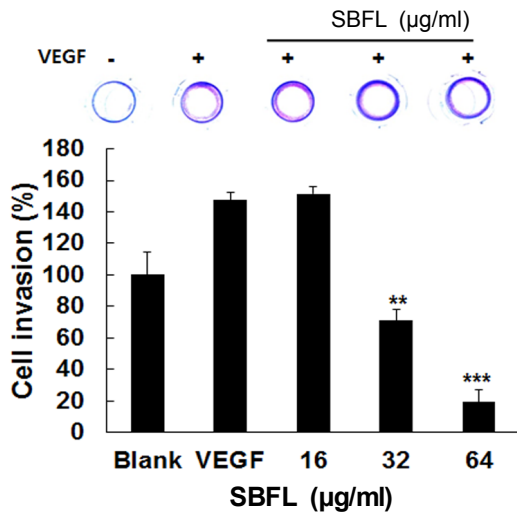 SBFL (µg/ml)
VEGF - + + + +
180
160
140
120
100
80
60
40
20
0
Cell invasion (%)
**
***
Blank VEGF 16 32 64
SBFL (µg/ml)